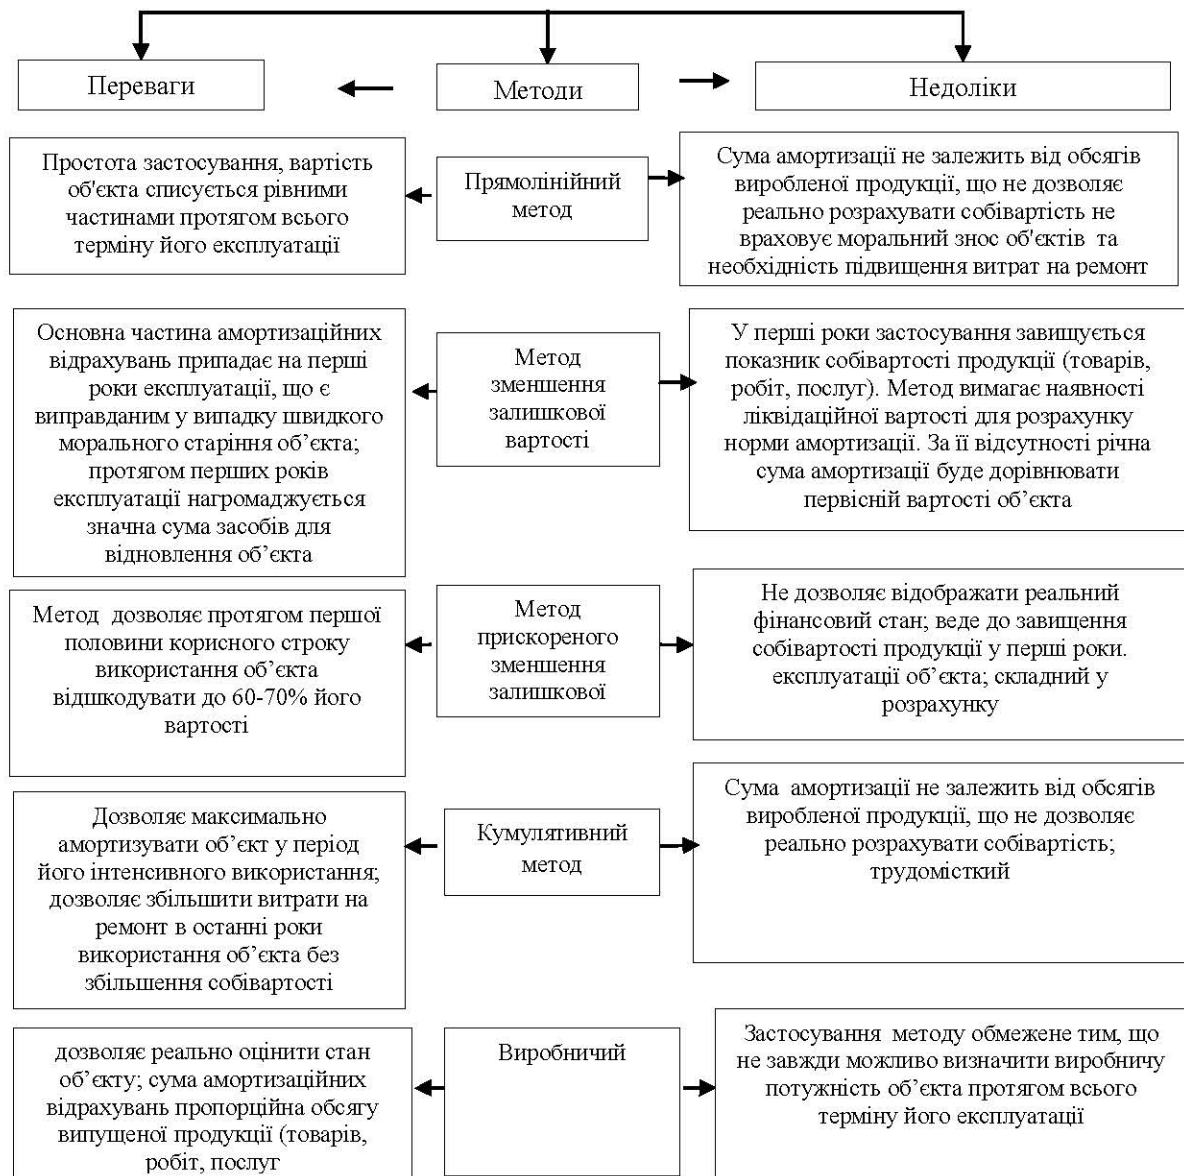 Переваги
Методи
Недоліки
Простота застосування, вартість
об'єкта списується рівними
частинами протягом всього
терміну його експлуатації
Прямолінійний
метод
Сума амортизації не залежить від обсягів
виробленої продукції, що не дозволяє
реально розрахувати собівартість не
враховує моральний знос об'єктів та
необхідність підвищення витрат на ремонт
Основна частина амортизаційних
відрахувань припадає на перші
роки експлуатації, що є
виправданим у випадку швидкого
морального старіння об’єкта;
протягом перших років
експлуатації нагромаджується
значна сума засобів для
відновлення об’єкта
Метод
зменшення
залишкової
вартості
У перші роки застосування завищується
показник собівартості продукції (товарів,
робіт, послуг). Метод вимагає наявності
ліквідаційної вартості для розрахунку
норми амортизації. За її відсутності річна
сума амортизації буде дорівнювати
первісній вартості об’єкта
Метод дозволяє протягом першої
половини корисного строку
використання об’єкта
відшкодувати до 60-70% його
вартості
Метод
прискореного
зменшення
залишкової
Не дозволяє відображати реальний
фінансовий стан; веде до завищення
собівартості продукції у перші роки.
експлуатації об’єкта; складний у
розрахунку
Дозволяє максимально
амортизувати об’єкт у період
його інтенсивного використання;
дозволяє збільшити витрати на
ремонт в останні роки
використання об’єкта без
збільшення собівартості
Кумулятивний
метод
Сума амортизації не залежить від обсягів
виробленої продукції, що не дозволяє
реально розрахувати собівартість;
трудомісткий
дозволяє реально оцінити стан
об’єкту; сума амортизаційних
відрахувань пропорційна обсягу
випущеної продукції (товарів,
робіт, послуг
Виробничий
Застосування методу обмежене тим, що
не завжди можливо визначити виробничу
потужність об’єкта протягом всього
терміну його експлуатації